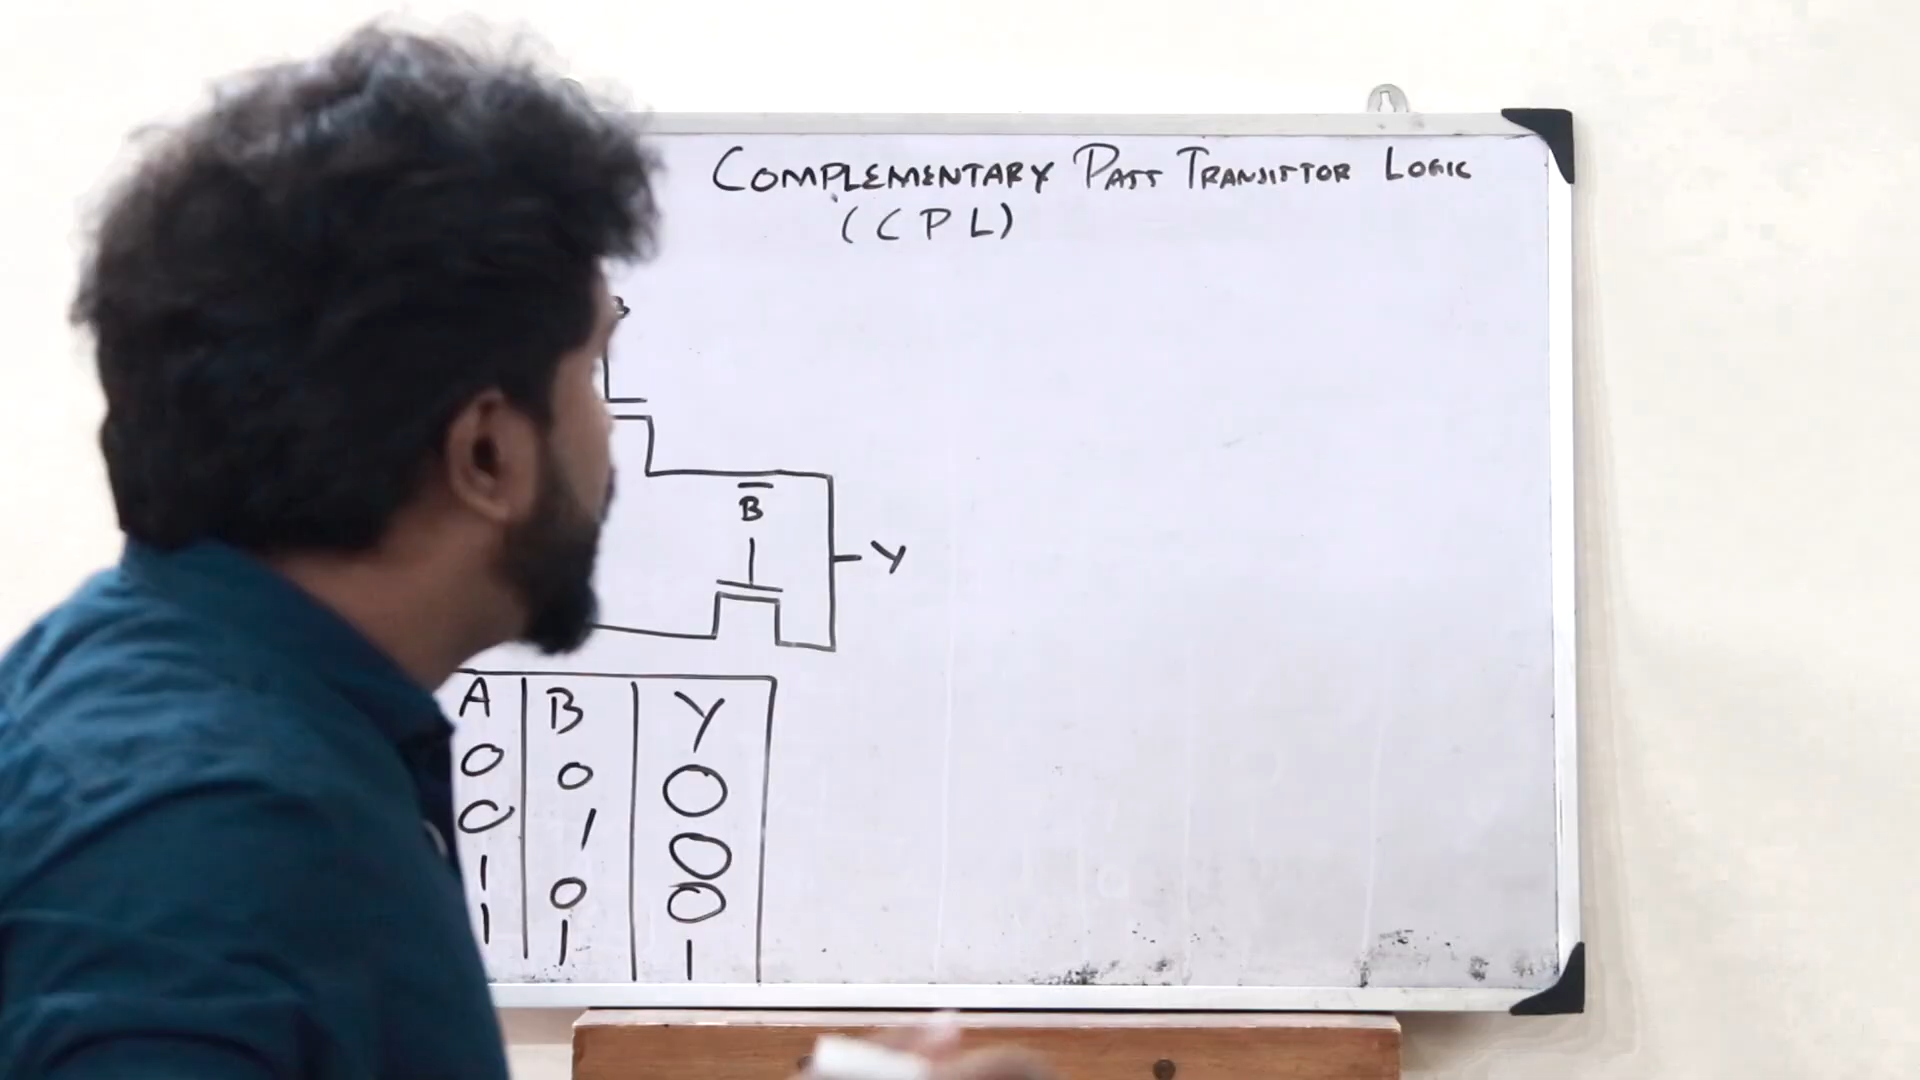 COMPLEMENTARY PASS TRANSISTOR LOGIC
(CPL)
B
B̅
Y
A B Y
0 0 0
0 1 0
1 0 0
1 1 1